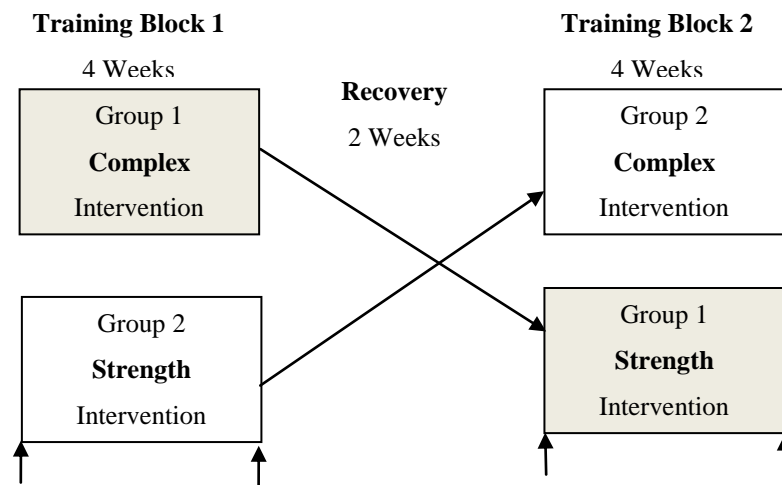 Training Block 1
4 Weeks
Group 1
Complex
Intervention
Group 2
Strength
Intervention
Recovery
2 Weeks
Training Block 2
4 Weeks
Group 2
Complex
Intervention
Group 1
Strength
Intervention